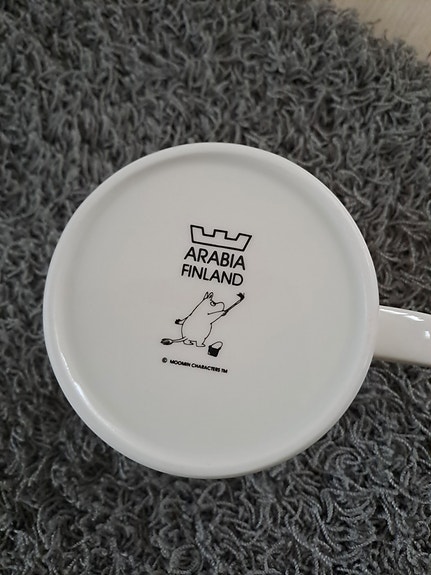 ARABIA
FINLAND
© MOOMIN CHARACTERS TM